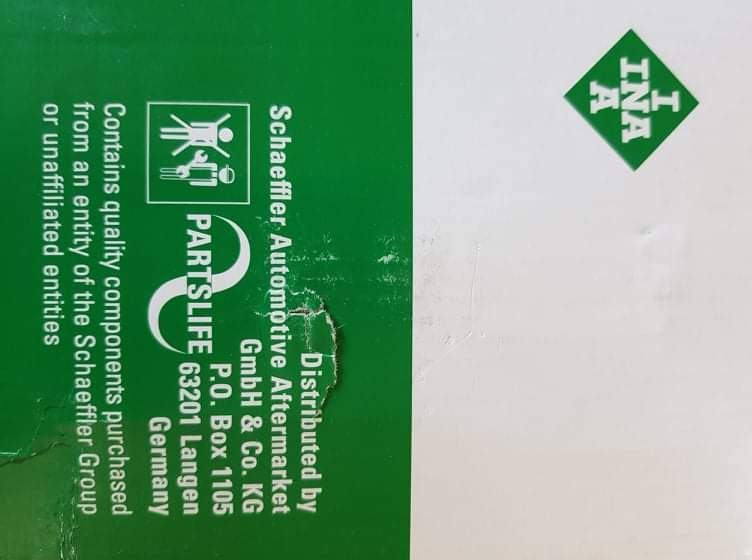 I
INA
A
Distributed by
Schaeffler Automotive Aftermarket
GmbH & Co. KG
P.O. Box 1105
PARTSLIFE 63201 Langen
Germany
Contains quality components purchased
from an entity of the Schaeffler Group
or unaffiliated entities